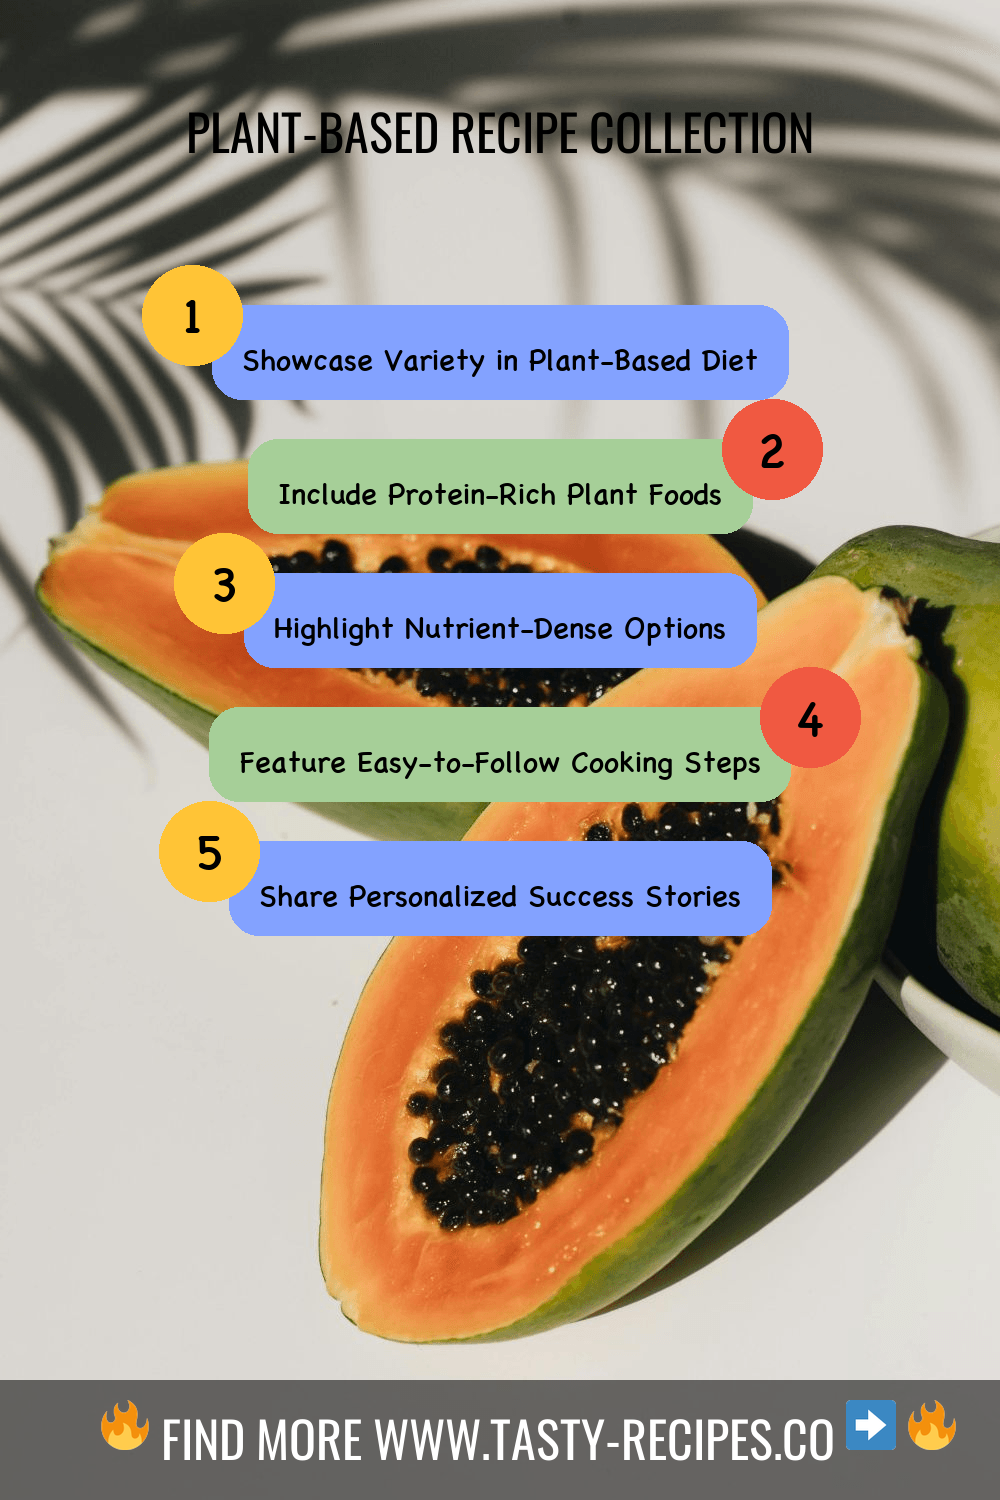 PLANT-BASED RECIPE COLLECTION
1
Showcase Variety in Plant-Based Diet
2
Include Protein-Rich Plant Foods
3
Highlight Nutrient-Dense Options
4
Feature Easy-to-Follow Cooking Steps
5
Share Personalized Success Stories
FIND MORE WWW.TASTY-RECIPES.CO